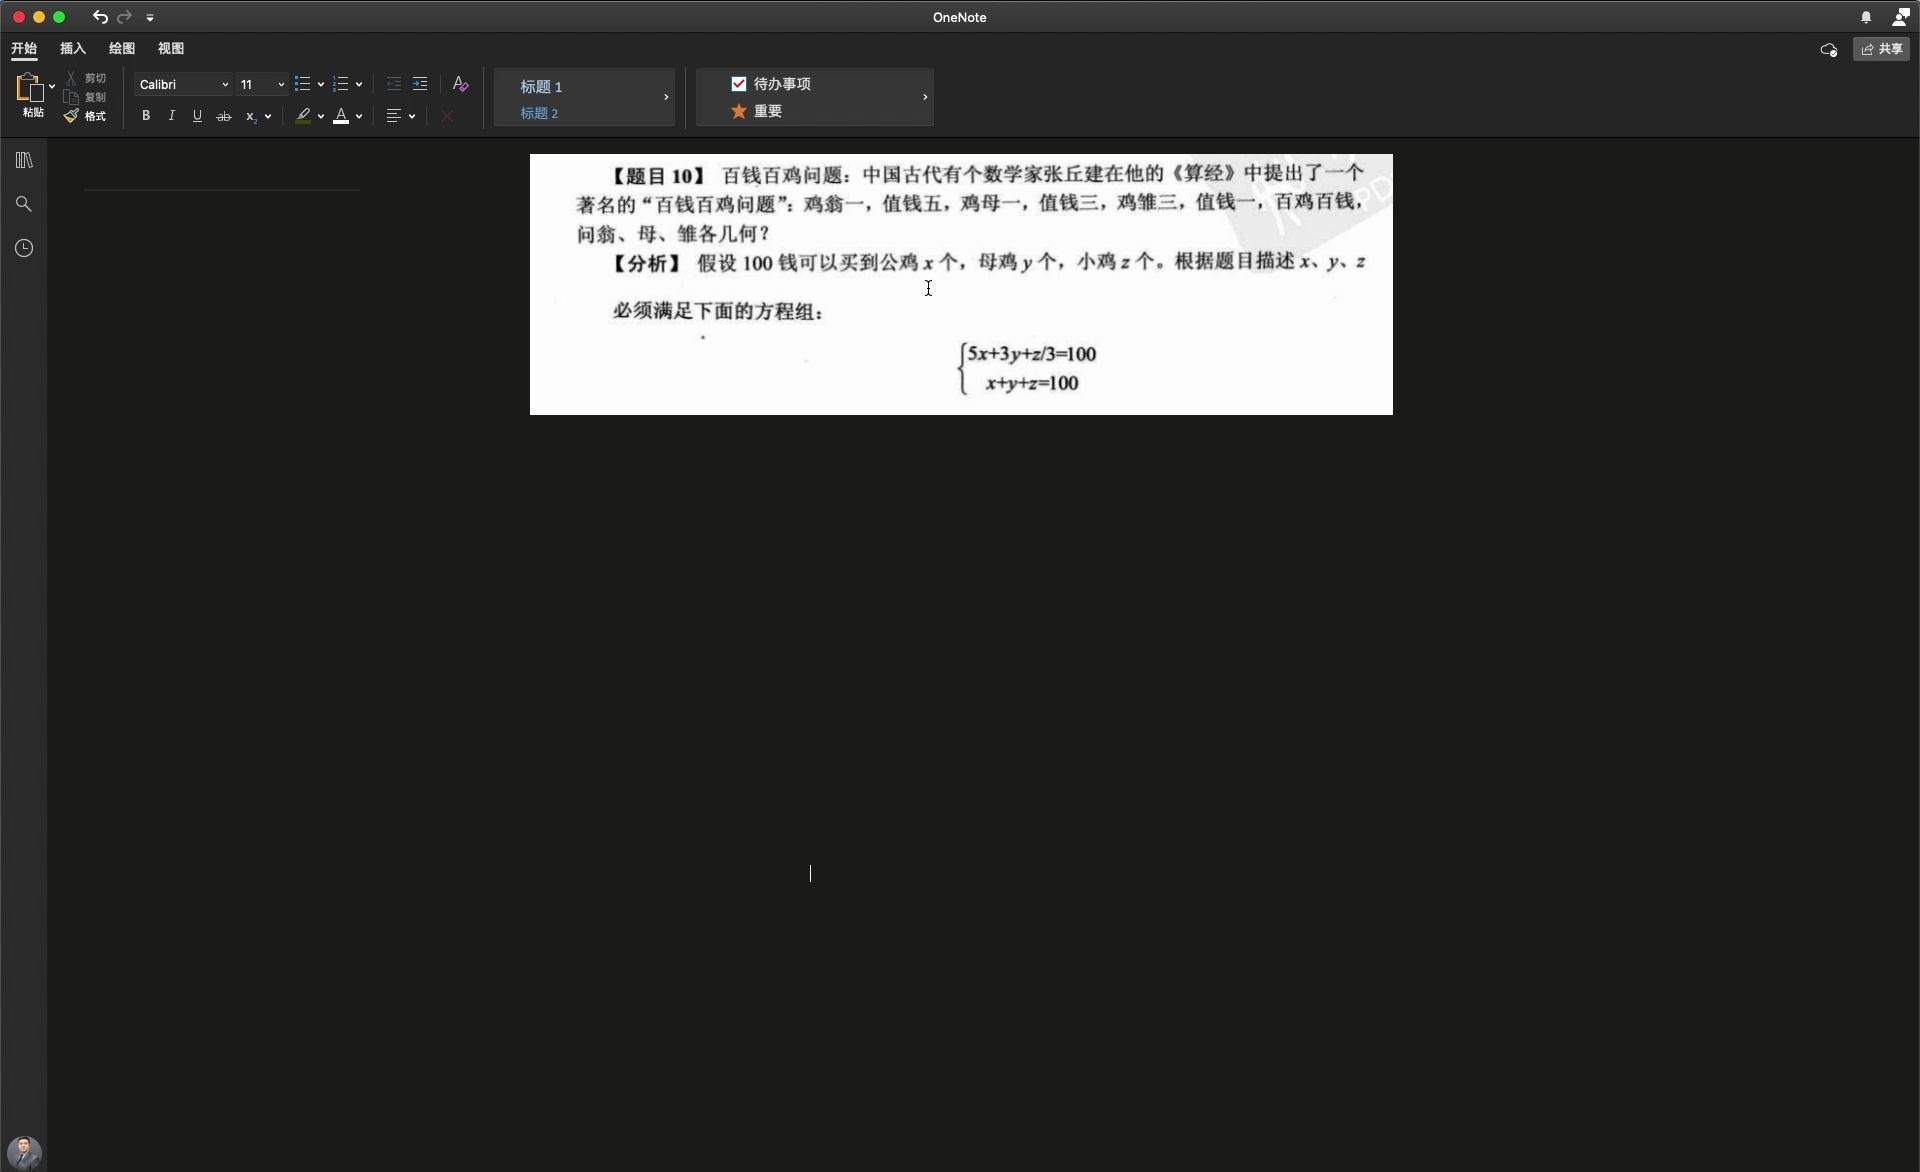 OneNote
开始 插入 绘图 视图
共享
粘贴
剪切
复制
格式
Calibri 11
B I U ab x₂ A
标题 1
标题 2
待办事项
重要
【题目 10】 百钱百鸡问题：中国古代有个数学家张丘建在他的《算经》中提出了一个
著名的“百钱百鸡问题”：鸡翁一，值钱五，鸡母一，值钱三，鸡雏三，值钱一，百鸡百钱，
问翁、母、雏各几何？
【分析】 假设 100 钱可以买到公鸡 x 个，母鸡 y 个，小鸡 z 个。根据题目描述 x、y、z
必须满足下面的方程组：
5x+3y+z/3=100
x+y+z=100